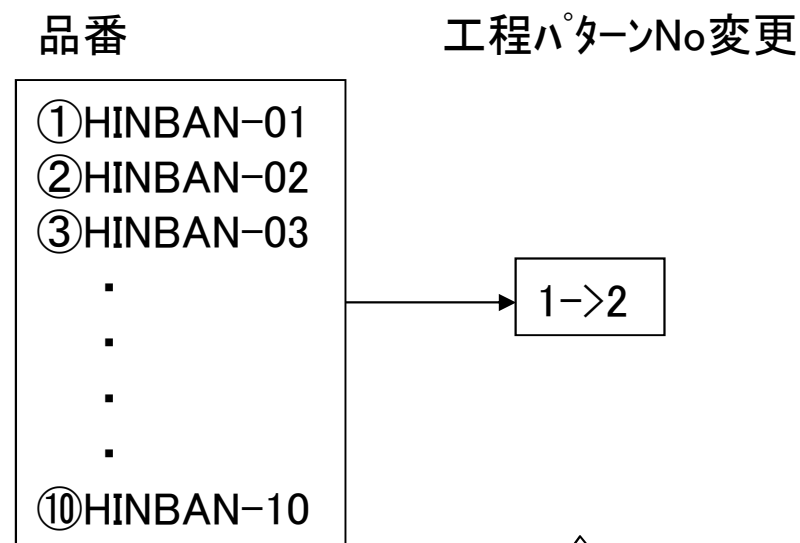 品番
工程ﾊﾟﾀｰﾝNo変更
①HINBAN-01
②HINBAN-02
③HINBAN-03
・
・
・
・
⑩HINBAN-10
1->2